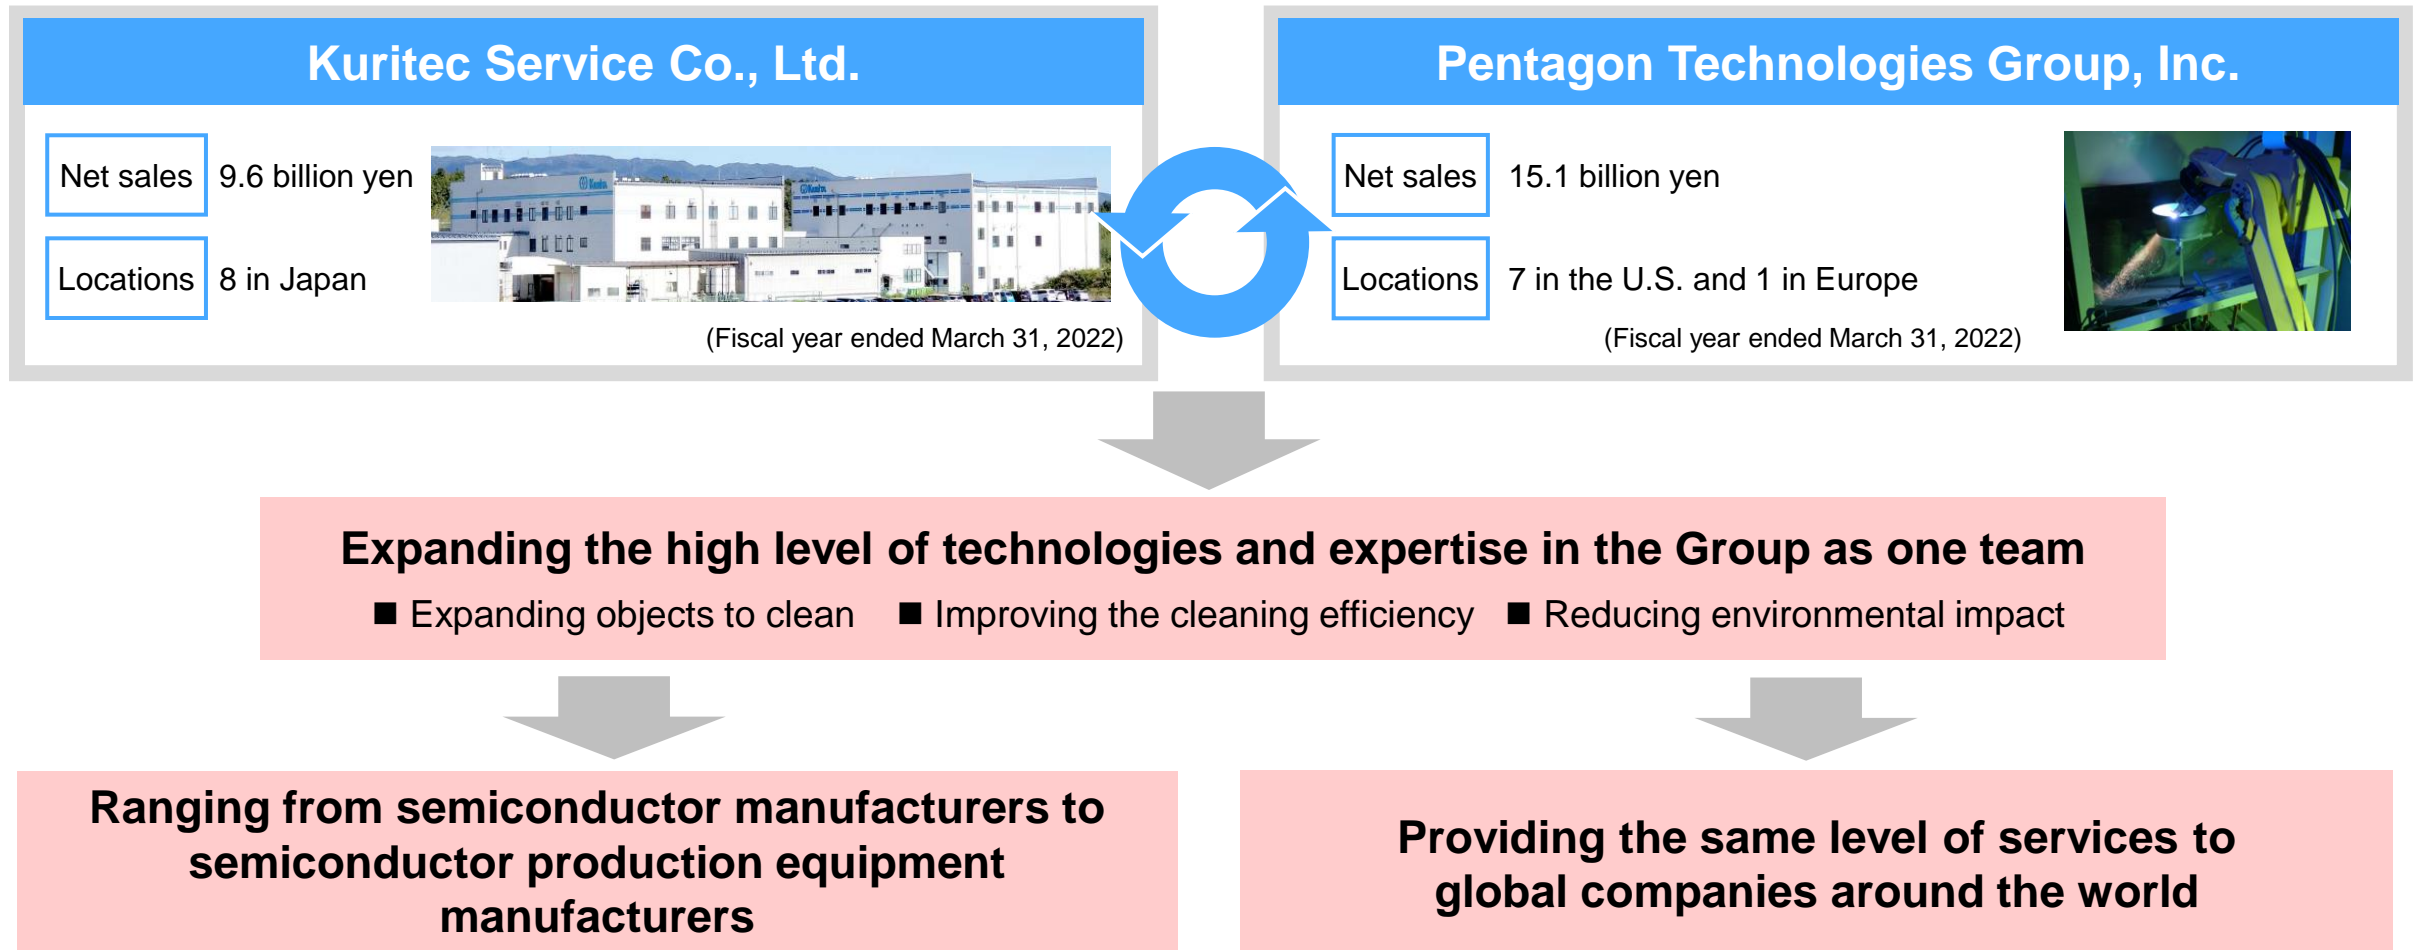 Kuritec Service Co., Ltd.
Net sales
9.6 billion yen
Locations
8 in Japan
(Fiscal year ended March 31, 2022)
Pentagon Technologies Group, Inc.
Net sales
15.1 billion yen
Locations
7 in the U.S. and 1 in Europe
(Fiscal year ended March 31, 2022)
Expanding the high level of technologies and expertise in the Group as one team
■ Expanding objects to clean ■ Improving the cleaning efficiency ■ Reducing environmental impact
Ranging from semiconductor manufacturers to
semiconductor production equipment
manufacturers
Providing the same level of services to
global companies around the world